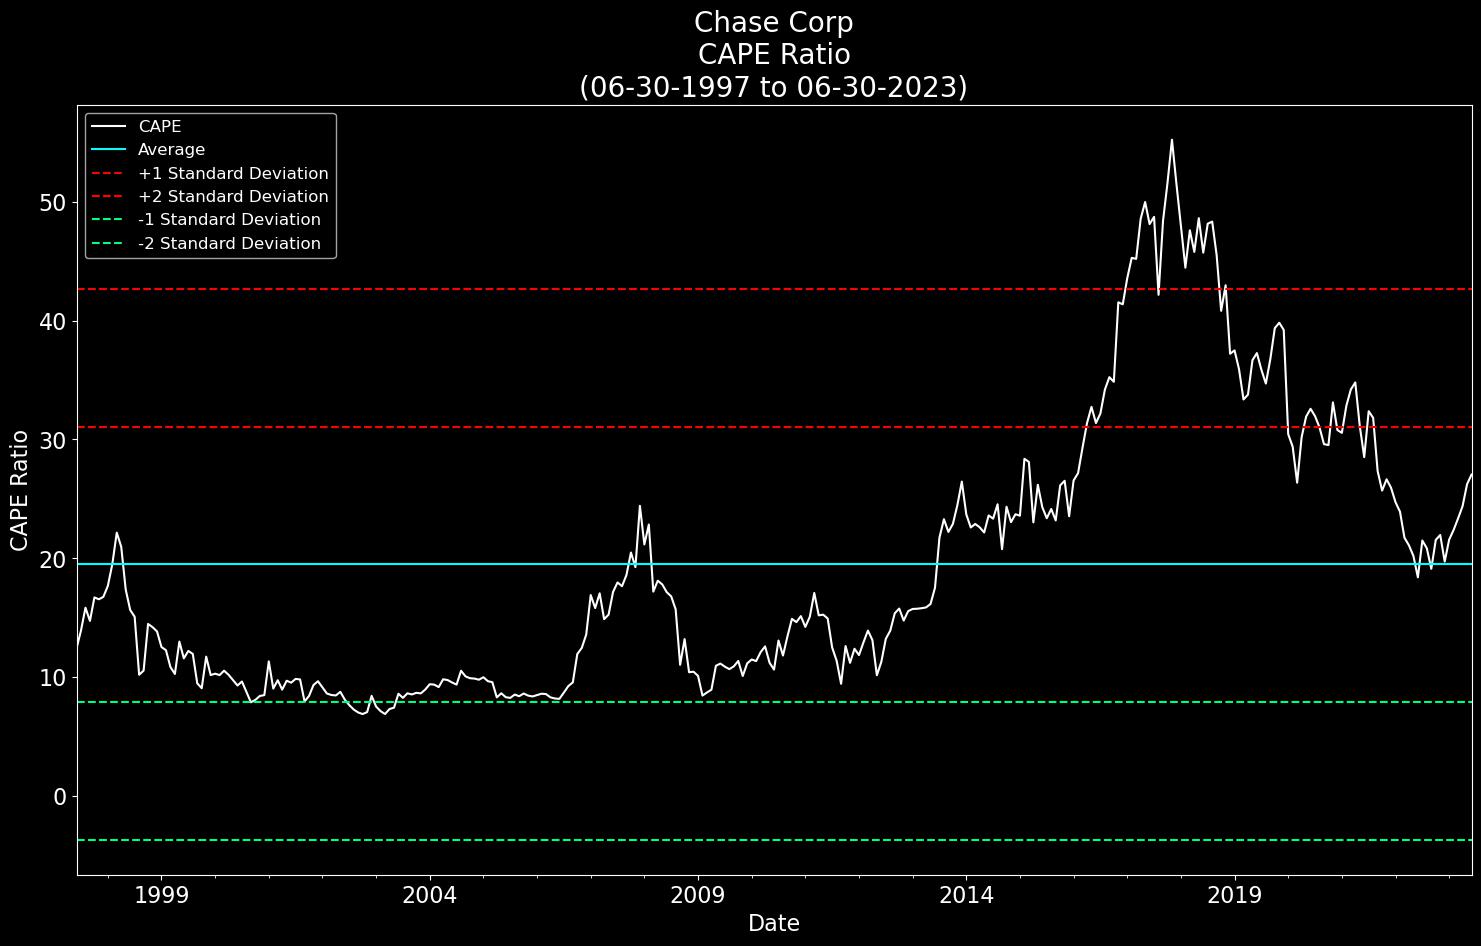 Chase Corp
CAPE Ratio
(06-30-1997 to 06-30-2023)
CAPE
Average
+1 Standard Deviation
+2 Standard Deviation
-1 Standard Deviation
-2 Standard Deviation
CAPE Ratio
50
40
30
20
10
0
1999 2004 2009 2014 2019
Date